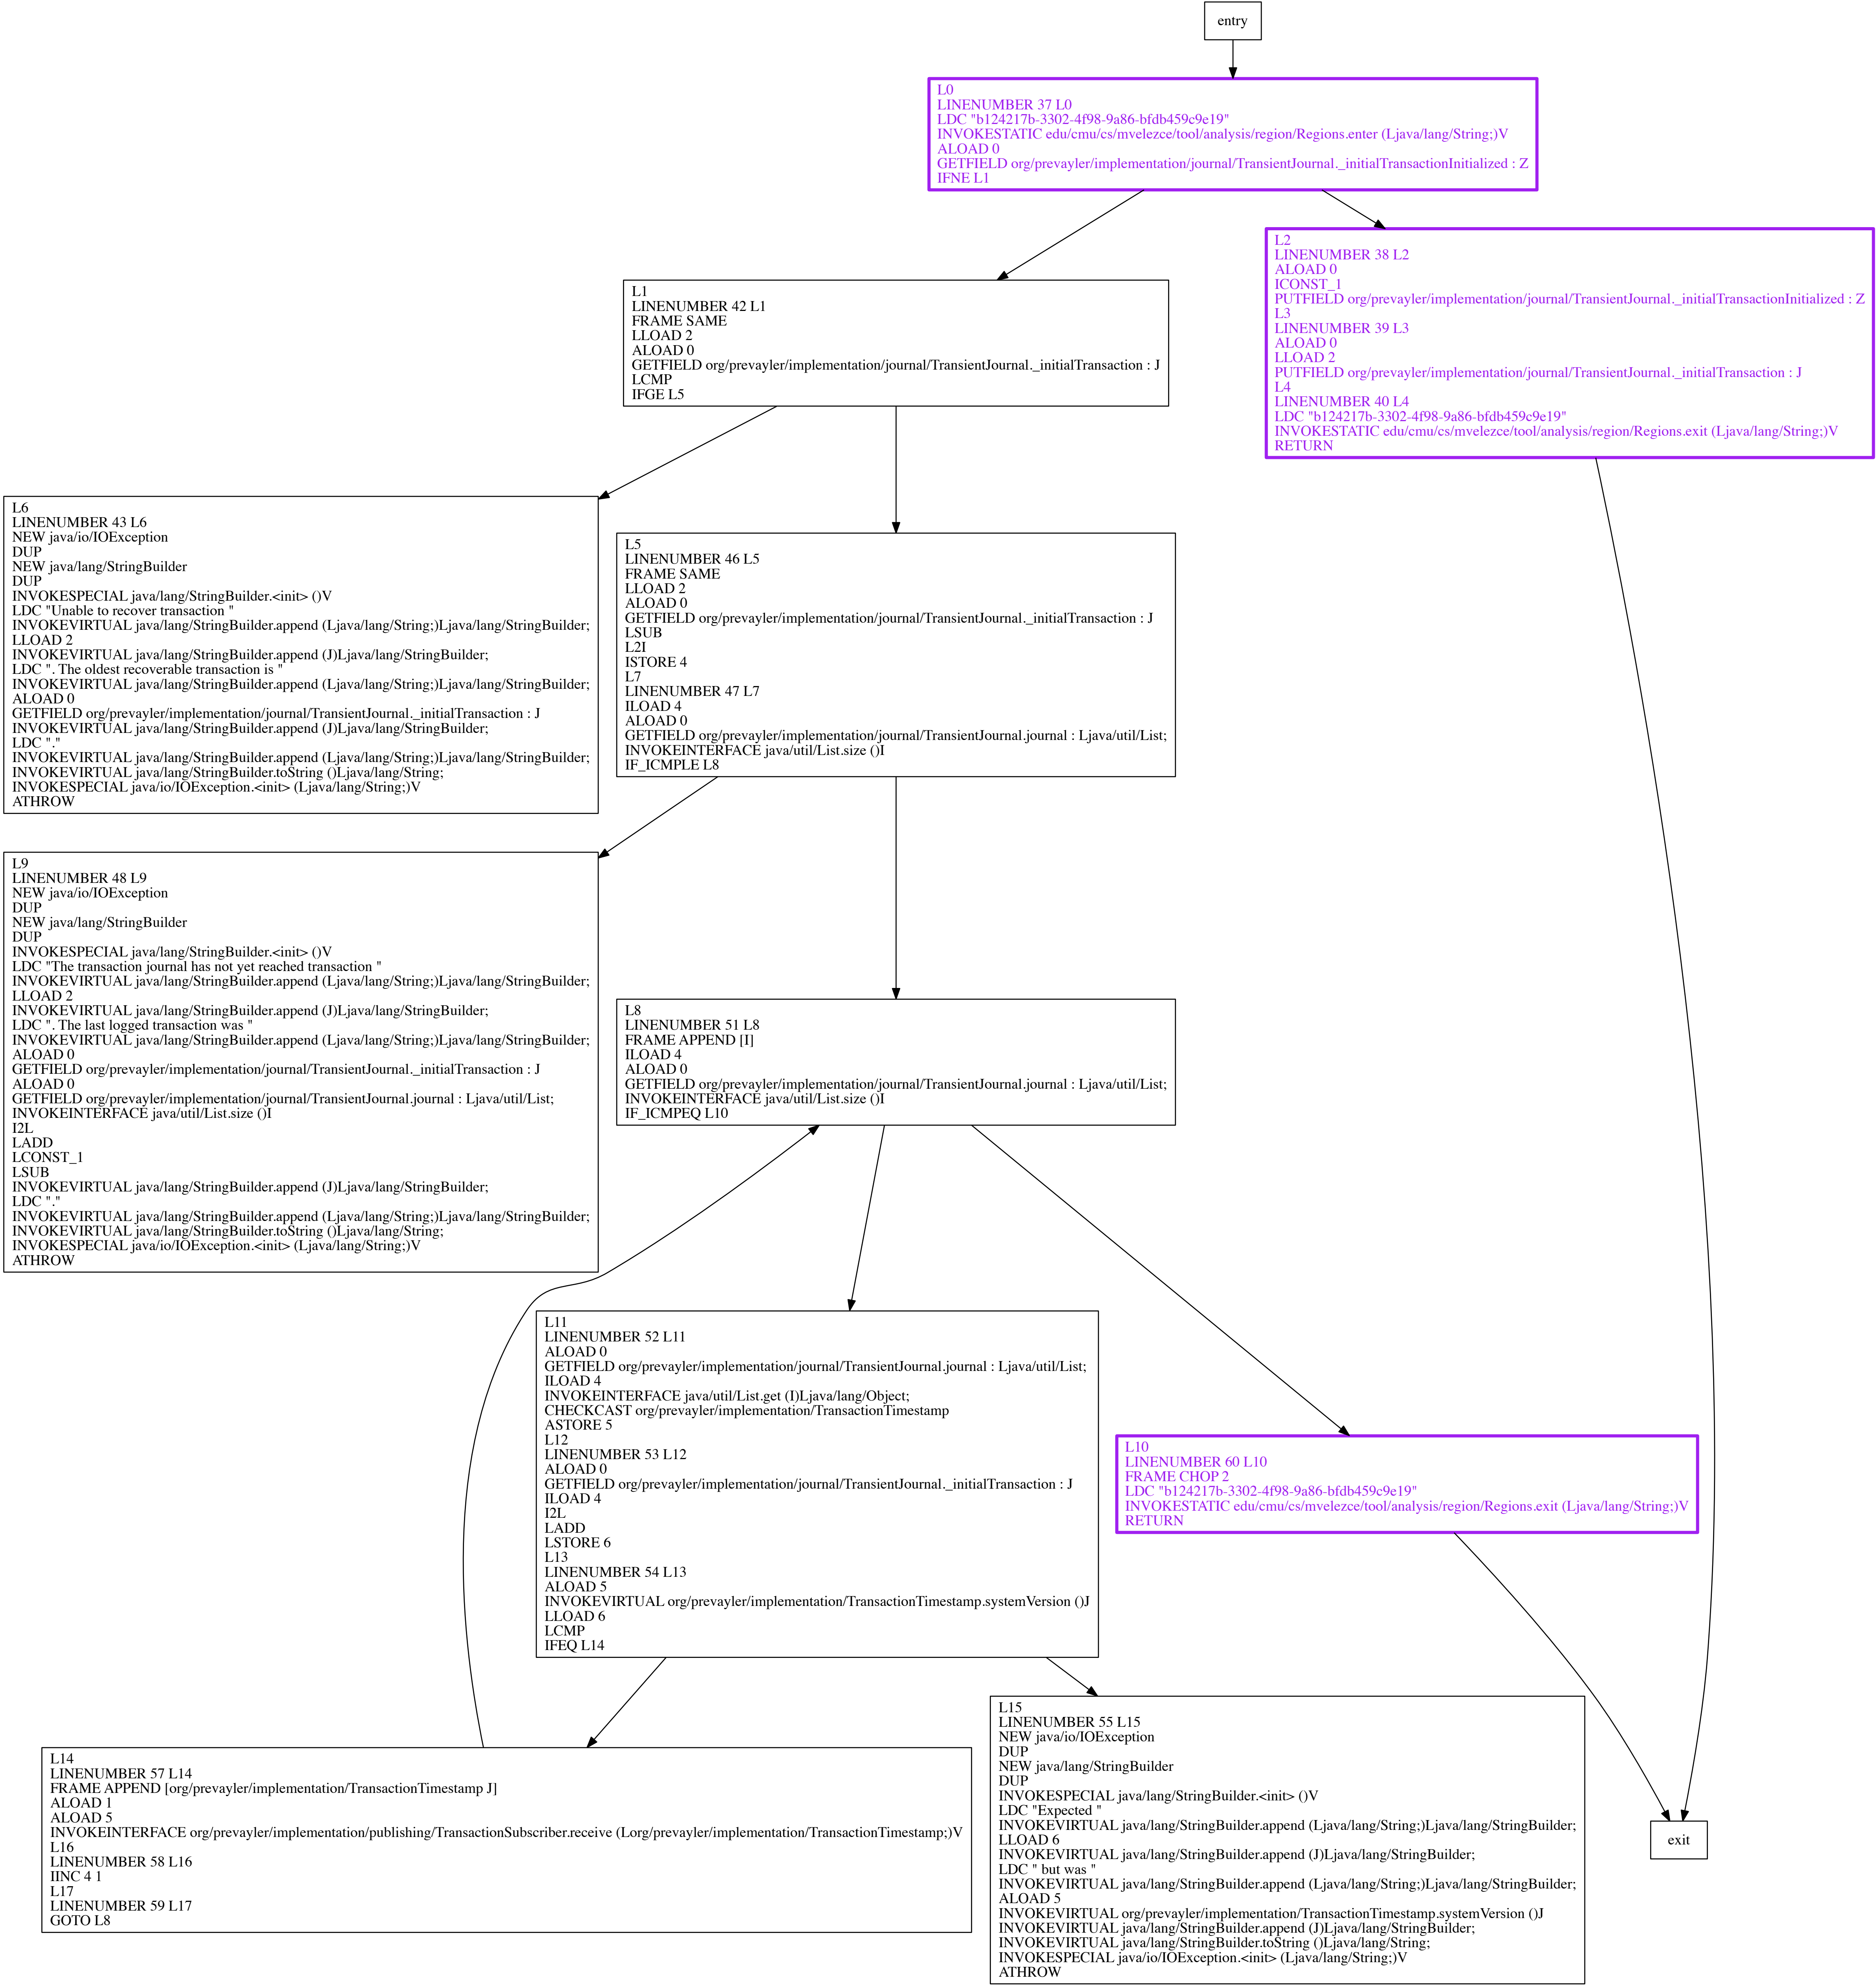 entry
L0
LINENUMBER 37 L0
LDC "b124217b-3302-4f98-9a86-bfdb459c9e19"
INVOKESTATIC edu/cmu/cs/mvelezce/tool/analysis/region/Regions.enter (Ljava/lang/String;)V
ALOAD 0
GETFIELD org/prevayler/implementation/journal/TransientJournal._initialTransactionInitialized : Z
IFNE L1
L2
LINENUMBER 38 L2
ALOAD 0
ICONST_1
PUTFIELD org/prevayler/implementation/journal/TransientJournal._initialTransactionInitialized : Z
L3
LINENUMBER 39 L3
ALOAD 0
LLOAD 2
PUTFIELD org/prevayler/implementation/journal/TransientJournal._initialTransaction : J
L4
LINENUMBER 40 L4
LDC "b124217b-3302-4f98-9a86-bfdb459c9e19"
INVOKESTATIC edu/cmu/cs/mvelezce/tool/analysis/region/Regions.exit (Ljava/lang/String;)V
RETURN
L1
LINENUMBER 42 L1
FRAME SAME
LLOAD 2
ALOAD 0
GETFIELD org/prevayler/implementation/journal/TransientJournal._initialTransaction : J
LCMP
IFGE L5
L6
LINENUMBER 43 L6
NEW java/io/IOException
DUP
NEW java/lang/StringBuilder
DUP
INVOKESPECIAL java/lang/StringBuilder.<init> ()V
LDC "Unable to recover transaction "
INVOKEVIRTUAL java/lang/StringBuilder.append (Ljava/lang/String;)Ljava/lang/StringBuilder;
LLOAD 2
INVOKEVIRTUAL java/lang/StringBuilder.append (J)Ljava/lang/StringBuilder;
LDC ". The oldest recoverable transaction is "
INVOKEVIRTUAL java/lang/StringBuilder.append (Ljava/lang/String;)Ljava/lang/StringBuilder;
ALOAD 0
GETFIELD org/prevayler/implementation/journal/TransientJournal._initialTransaction : J
INVOKEVIRTUAL java/lang/StringBuilder.append (J)Ljava/lang/StringBuilder;
LDC "."
INVOKEVIRTUAL java/lang/StringBuilder.append (Ljava/lang/String;)Ljava/lang/StringBuilder;
INVOKEVIRTUAL java/lang/StringBuilder.toString ()Ljava/lang/String;
INVOKESPECIAL java/io/IOException.<init> (Ljava/lang/String;)V
ATHROW
L5
LINENUMBER 46 L5
FRAME SAME
LLOAD 2
ALOAD 0
GETFIELD org/prevayler/implementation/journal/TransientJournal._initialTransaction : J
LSUB
L2I
ISTORE 4
L7
LINENUMBER 47 L7
ILOAD 4
ALOAD 0
GETFIELD org/prevayler/implementation/journal/TransientJournal.journal : Ljava/util/List;
INVOKEINTERFACE java/util/List.size ()I
IF_ICMPLE L8
L9
LINENUMBER 48 L9
NEW java/io/IOException
DUP
NEW java/lang/StringBuilder
DUP
INVOKESPECIAL java/lang/StringBuilder.<init> ()V
LDC "The transaction journal has not yet reached transaction "
INVOKEVIRTUAL java/lang/StringBuilder.append (Ljava/lang/String;)Ljava/lang/StringBuilder;
LLOAD 2
INVOKEVIRTUAL java/lang/StringBuilder.append (J)Ljava/lang/StringBuilder;
LDC ". The last logged transaction was "
INVOKEVIRTUAL java/lang/StringBuilder.append (Ljava/lang/String;)Ljava/lang/StringBuilder;
ALOAD 0
GETFIELD org/prevayler/implementation/journal/TransientJournal._initialTransaction : J
ALOAD 0
GETFIELD org/prevayler/implementation/journal/TransientJournal.journal : Ljava/util/List;
INVOKEINTERFACE java/util/List.size ()I
I2L
LADD
LCONST_1
LSUB
INVOKEVIRTUAL java/lang/StringBuilder.append (J)Ljava/lang/StringBuilder;
LDC "."
INVOKEVIRTUAL java/lang/StringBuilder.append (Ljava/lang/String;)Ljava/lang/StringBuilder;
INVOKEVIRTUAL java/lang/StringBuilder.toString ()Ljava/lang/String;
INVOKESPECIAL java/io/IOException.<init> (Ljava/lang/String;)V
ATHROW
L8
LINENUMBER 51 L8
FRAME APPEND [I]
ILOAD 4
ALOAD 0
GETFIELD org/prevayler/implementation/journal/TransientJournal.journal : Ljava/util/List;
INVOKEINTERFACE java/util/List.size ()I
IF_ICMPEQ L10
L11
LINENUMBER 52 L11
ALOAD 0
GETFIELD org/prevayler/implementation/journal/TransientJournal.journal : Ljava/util/List;
ILOAD 4
INVOKEINTERFACE java/util/List.get (I)Ljava/lang/Object;
CHECKCAST org/prevayler/implementation/TransactionTimestamp
ASTORE 5
L12
LINENUMBER 53 L12
ALOAD 0
GETFIELD org/prevayler/implementation/journal/TransientJournal._initialTransaction : J
ILOAD 4
I2L
LADD
LSTORE 6
L13
LINENUMBER 54 L13
ALOAD 5
INVOKEVIRTUAL org/prevayler/implementation/TransactionTimestamp.systemVersion ()J
LLOAD 6
LCMP
IFEQ L14
L10
LINENUMBER 60 L10
FRAME CHOP 2
LDC "b124217b-3302-4f98-9a86-bfdb459c9e19"
INVOKESTATIC edu/cmu/cs/mvelezce/tool/analysis/region/Regions.exit (Ljava/lang/String;)V
RETURN
L14
LINENUMBER 57 L14
FRAME APPEND [org/prevayler/implementation/TransactionTimestamp J]
ALOAD 1
ALOAD 5
INVOKEINTERFACE org/prevayler/implementation/publishing/TransactionSubscriber.receive (Lorg/prevayler/implementation/TransactionTimestamp;)V
L16
LINENUMBER 58 L16
IINC 4 1
L17
LINENUMBER 59 L17
GOTO L8
L15
LINENUMBER 55 L15
NEW java/io/IOException
DUP
NEW java/lang/StringBuilder
DUP
INVOKESPECIAL java/lang/StringBuilder.<init> ()V
LDC "Expected "
INVOKEVIRTUAL java/lang/StringBuilder.append (Ljava/lang/String;)Ljava/lang/StringBuilder;
LLOAD 6
INVOKEVIRTUAL java/lang/StringBuilder.append (J)Ljava/lang/StringBuilder;
LDC " but was "
INVOKEVIRTUAL java/lang/StringBuilder.append (Ljava/lang/String;)Ljava/lang/StringBuilder;
ALOAD 5
INVOKEVIRTUAL org/prevayler/implementation/TransactionTimestamp.systemVersion ()J
INVOKEVIRTUAL java/lang/StringBuilder.append (J)Ljava/lang/StringBuilder;
INVOKEVIRTUAL java/lang/StringBuilder.toString ()Ljava/lang/String;
INVOKESPECIAL java/io/IOException.<init> (Ljava/lang/String;)V
ATHROW
exit